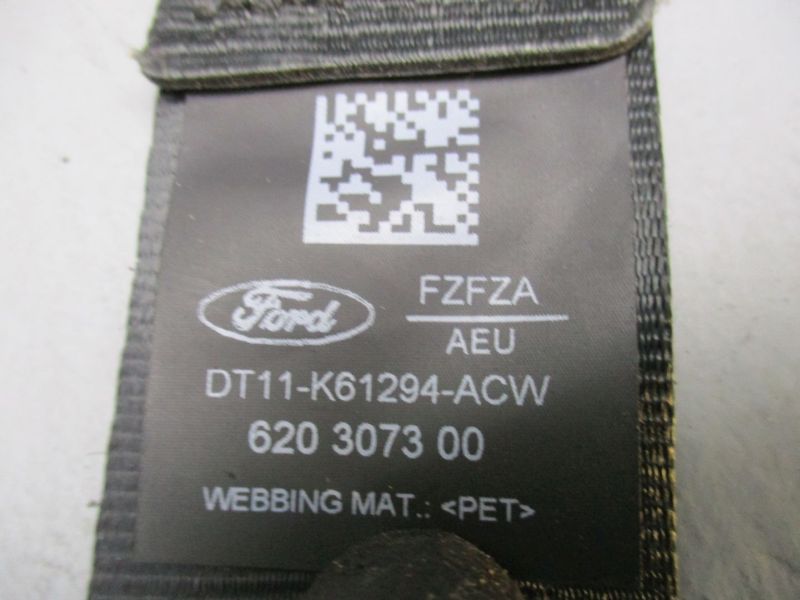 Ford
FZFZA
AEU
DT11-K61294-ACW
620 3073 00
WEBBING MAT.: <PET>